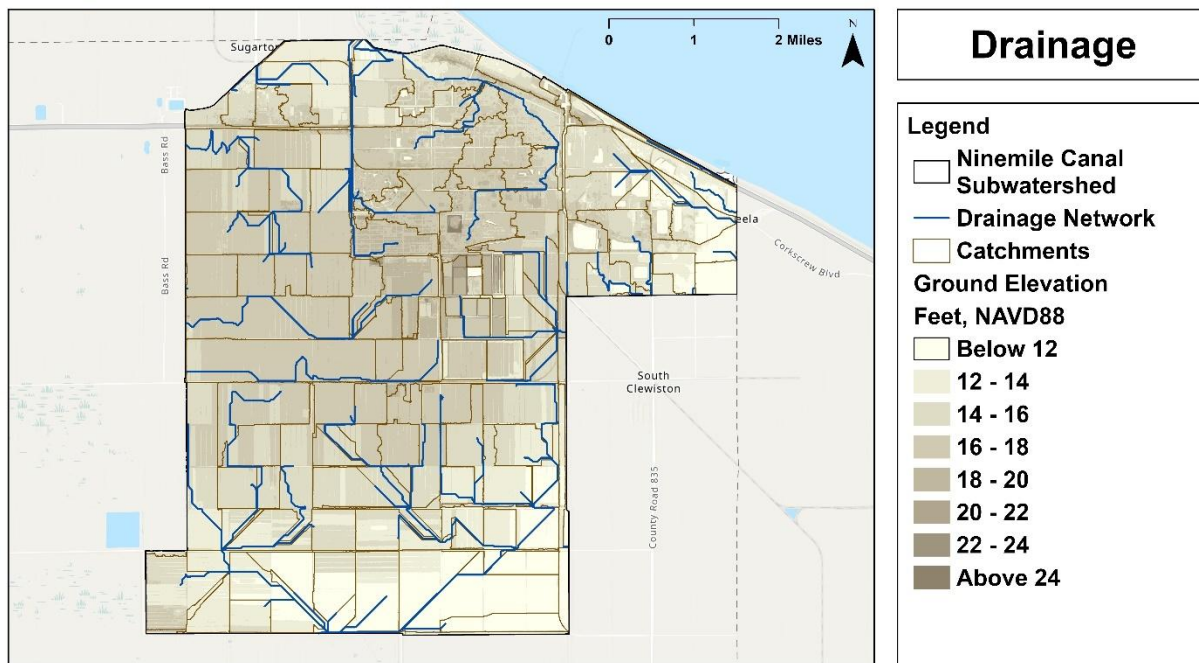 Sugarton
0 1 2 Miles
N
Bass Rd
eela
Corkscrew Blvd
Bass Rd
South
Clewiston
County Road 835
Drainage
Legend
Ninemile Canal
Subwatershed
Drainage Network
Catchments
Ground Elevation
Feet, NAVD88
Below 12
12 - 14
14 - 16
16 - 18
18 - 20
20 - 22
22 - 24
Above 24